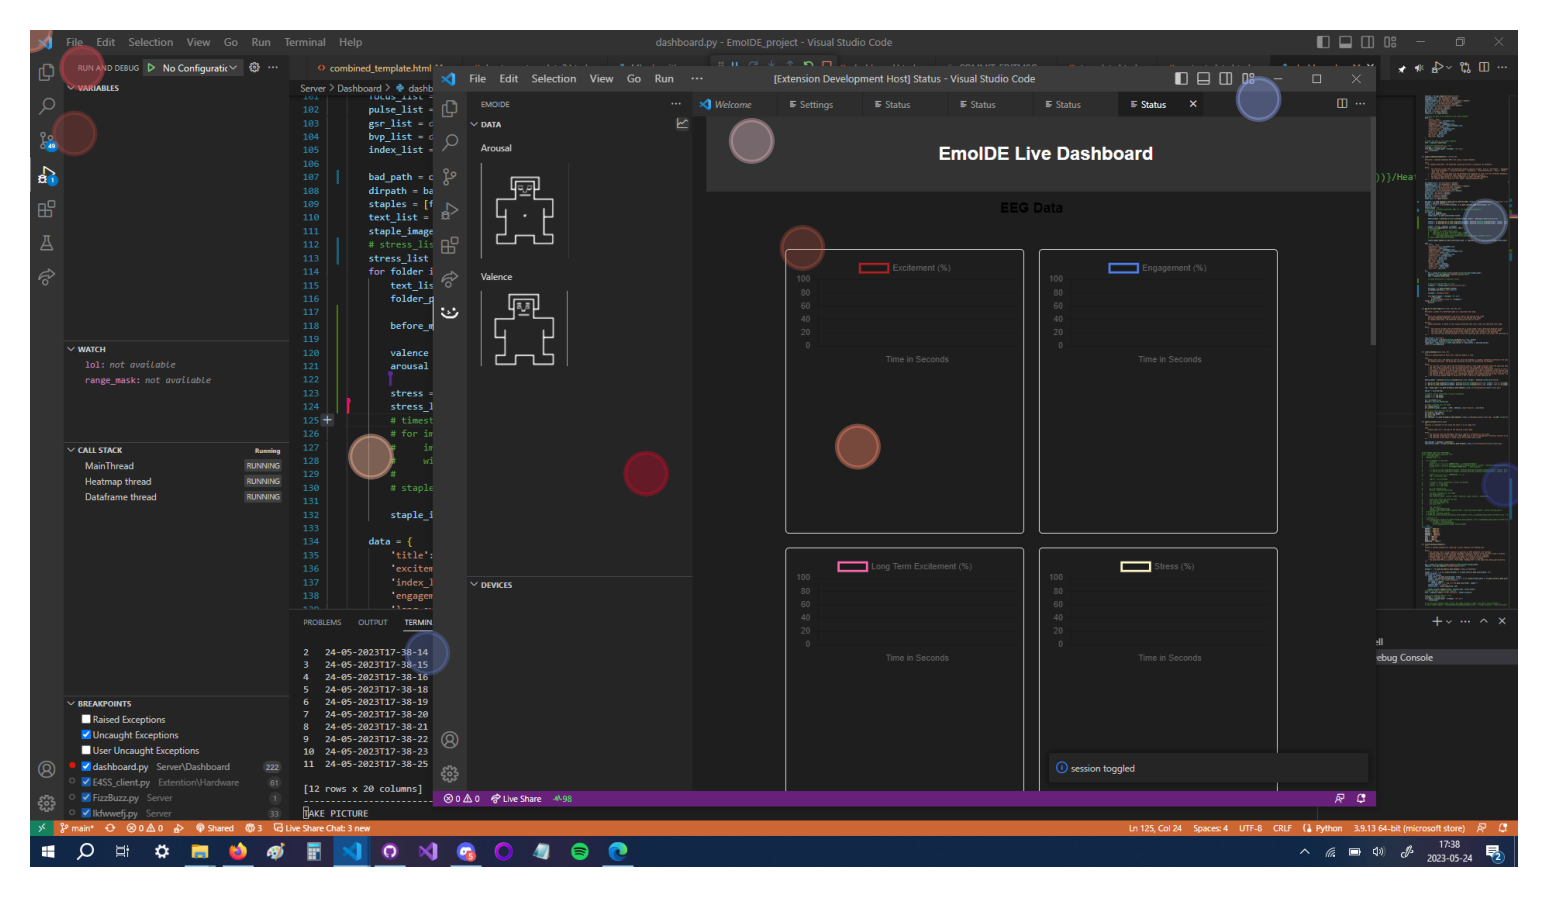 File Edit Selection View Go Run Terminal Help
dashboard.py - EmoIDE_project - Visual Studio Code
RUN AND DEBUG No Configuratic
combined_template.html
VARIABLES
Server > Dashboard > dashb
102 pulse_list =
103 gsr_list =
104 bvp_list =
105 index_list =
106
107 bad_path =
108 dirpath = ba
109 staples = [f
110 text_list =
111 staple_image
112 # stress_lis
113 stress_list
114 for folder i
115 text_lis
116 folder_p
117
118 before_m
119
120 valence
121 arousal
122
123 stress =
124 stress_l
125 # timest
126 # for im
127 # im
128 # wi
129 #
130 # staple
131
132 staple_i
133
134 data = {
135 'title':
136 'excitem
137 'index_l
138 'engagem
WATCH
lol: not available
range_mask: not available
CALL STACK Running
MainThread RUNNING
Heatmap thread RUNNING
Dataframe thread RUNNING
BREAKPOINTS
Raised Exceptions
Uncaught Exceptions
User Uncaught Exceptions
dashboard.py Server\Dashboard 222
E4SS_client.py Extention\Hardware 61
FizzBuzz.py Server 1
lkfwwefj.py Server 33
PROBLEMS OUTPUT TERMIN
2 24-05-2023T17-38-14
3 24-05-2023T17-38-15
4 24-05-2023T17-38-16
5 24-05-2023T17-38-18
6 24-05-2023T17-38-19
7 24-05-2023T17-38-20
8 24-05-2023T17-38-21
9 24-05-2023T17-38-22
10 24-05-2023T17-38-23
11 24-05-2023T17-38-25
[12 rows x 20 columns]
TAKE PICTURE
File Edit Selection View Go Run ···
[Extension Development Host] Status - Visual Studio Code
EMOIDE
Welcome Settings Status Status Status Status
DATA
Arousal
Valence
DEVICES
EmoIDE Live Dashboard
EEG Data
Excitement (%)
100
80
60
40
20
0
Time in Seconds
Engagement (%)
100
80
60
40
20
0
Time in Seconds
Long Term Excitement (%)
100
80
60
40
20
0
Time in Seconds
Stress (%)
100
80
60
40
20
0
Time in Seconds
session toggled
0 0 Live Share 98
))}/Heat
ell
ebug Console
main* 0 0 Shared 3 Live Share Chat: 3 new
Ln 125, Col 24 Spaces: 4 UTF-8 CRLF Python 3.9.13 64-bit (microsoft store)
17:38
2023-05-24
2